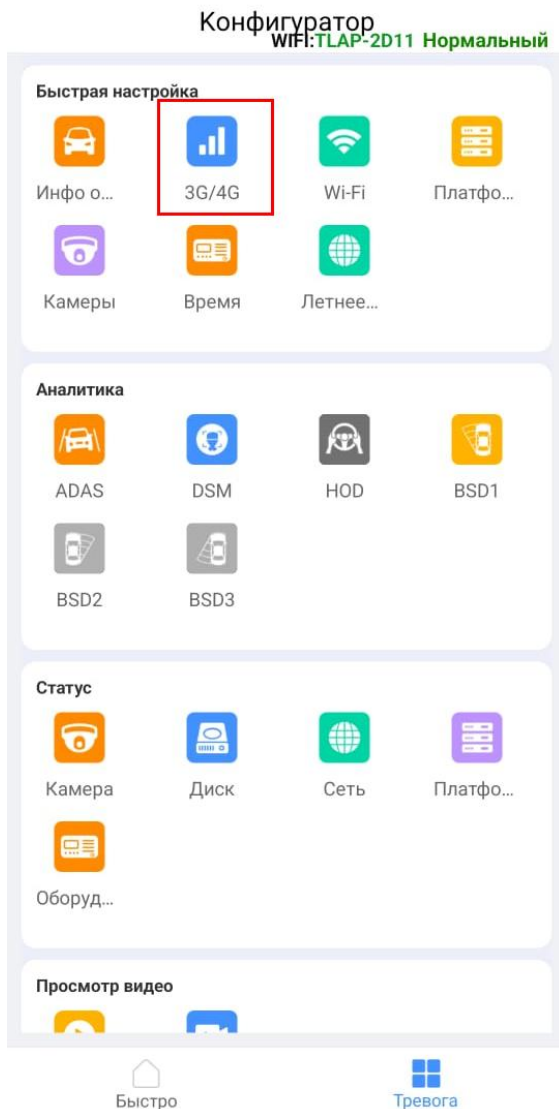 Конфигуратор
WIFI:TLAP-2D11 Нормальный
Быстрая настройка
Инфо о... 3G/4G Wi-Fi Платфо...
Камеры Время Летнее...
Аналитика
ADAS DSM HOD BSD1
BSD2 BSD3
Статус
Камера Диск Сеть Платфо...
Оборуд...
Просмотр видео
Быстро Тревога